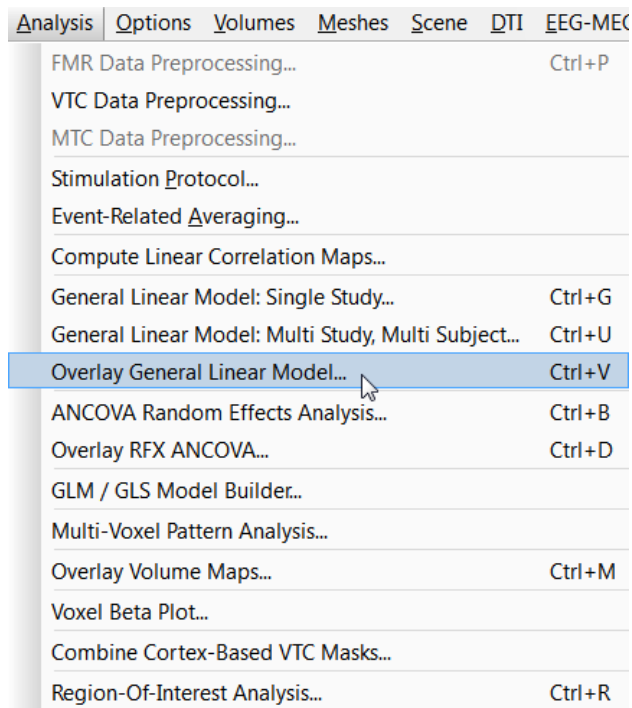 Analysis Options Volumes Meshes Scene DTI EEG-MEG
FMR Data Preprocessing... Ctrl+P
VTC Data Preprocessing...
MTC Data Preprocessing...
Stimulation Protocol...
Event-Related Averaging...
Compute Linear Correlation Maps...
General Linear Model: Single Study... Ctrl+G
General Linear Model: Multi Study, Multi Subject... Ctrl+U
Overlay General Linear Model... Ctrl+V
ANCOVA Random Effects Analysis... Ctrl+B
Overlay RFX ANCOVA... Ctrl+D
GLM / GLS Model Builder...
Multi-Voxel Pattern Analysis...
Overlay Volume Maps... Ctrl+M
Voxel Beta Plot...
Combine Cortex-Based VTC Masks...
Region-Of-Interest Analysis... Ctrl+R